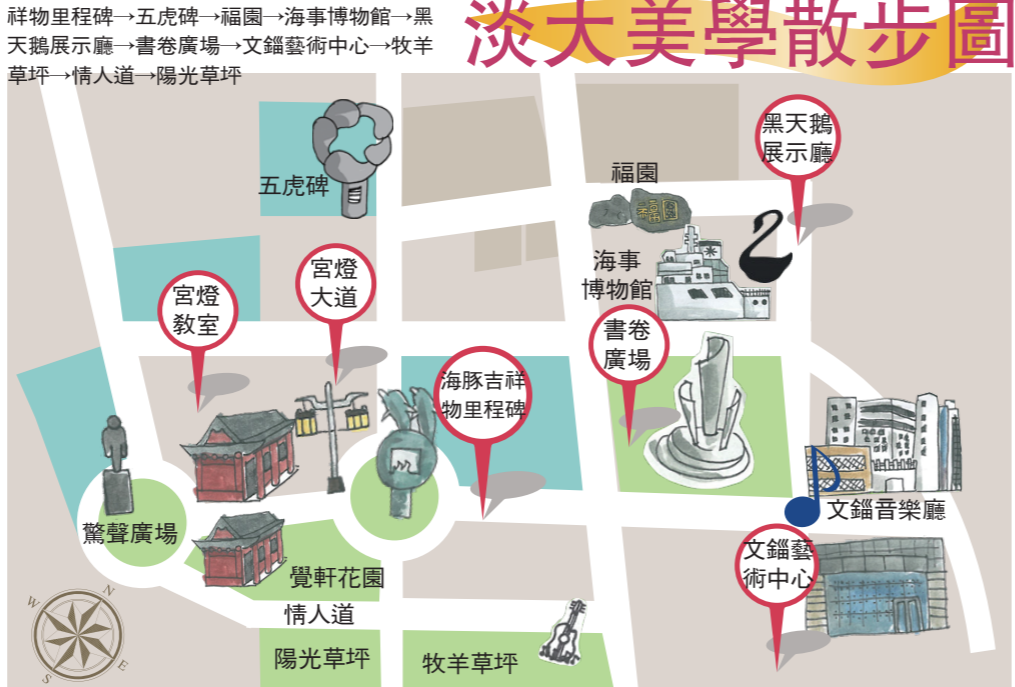 祥物里程碑→五虎碑→福園→海事博物館→黑
天鵝展示廳→書卷廣場→文錙藝術中心→牧羊
草坪→情人道→陽光草坪
淡大美學散步圖
五虎碑
福園
福園
黑天鵝
展示廳
海事
博物館
宮燈
教室
宮燈
大道
海豚吉祥
物里程碑
書卷
廣場
驚聲廣場
覺軒花園
情人道
陽光草坪
牧羊草坪
文錙音樂廳
文錙藝
術中心
N
W
E
S